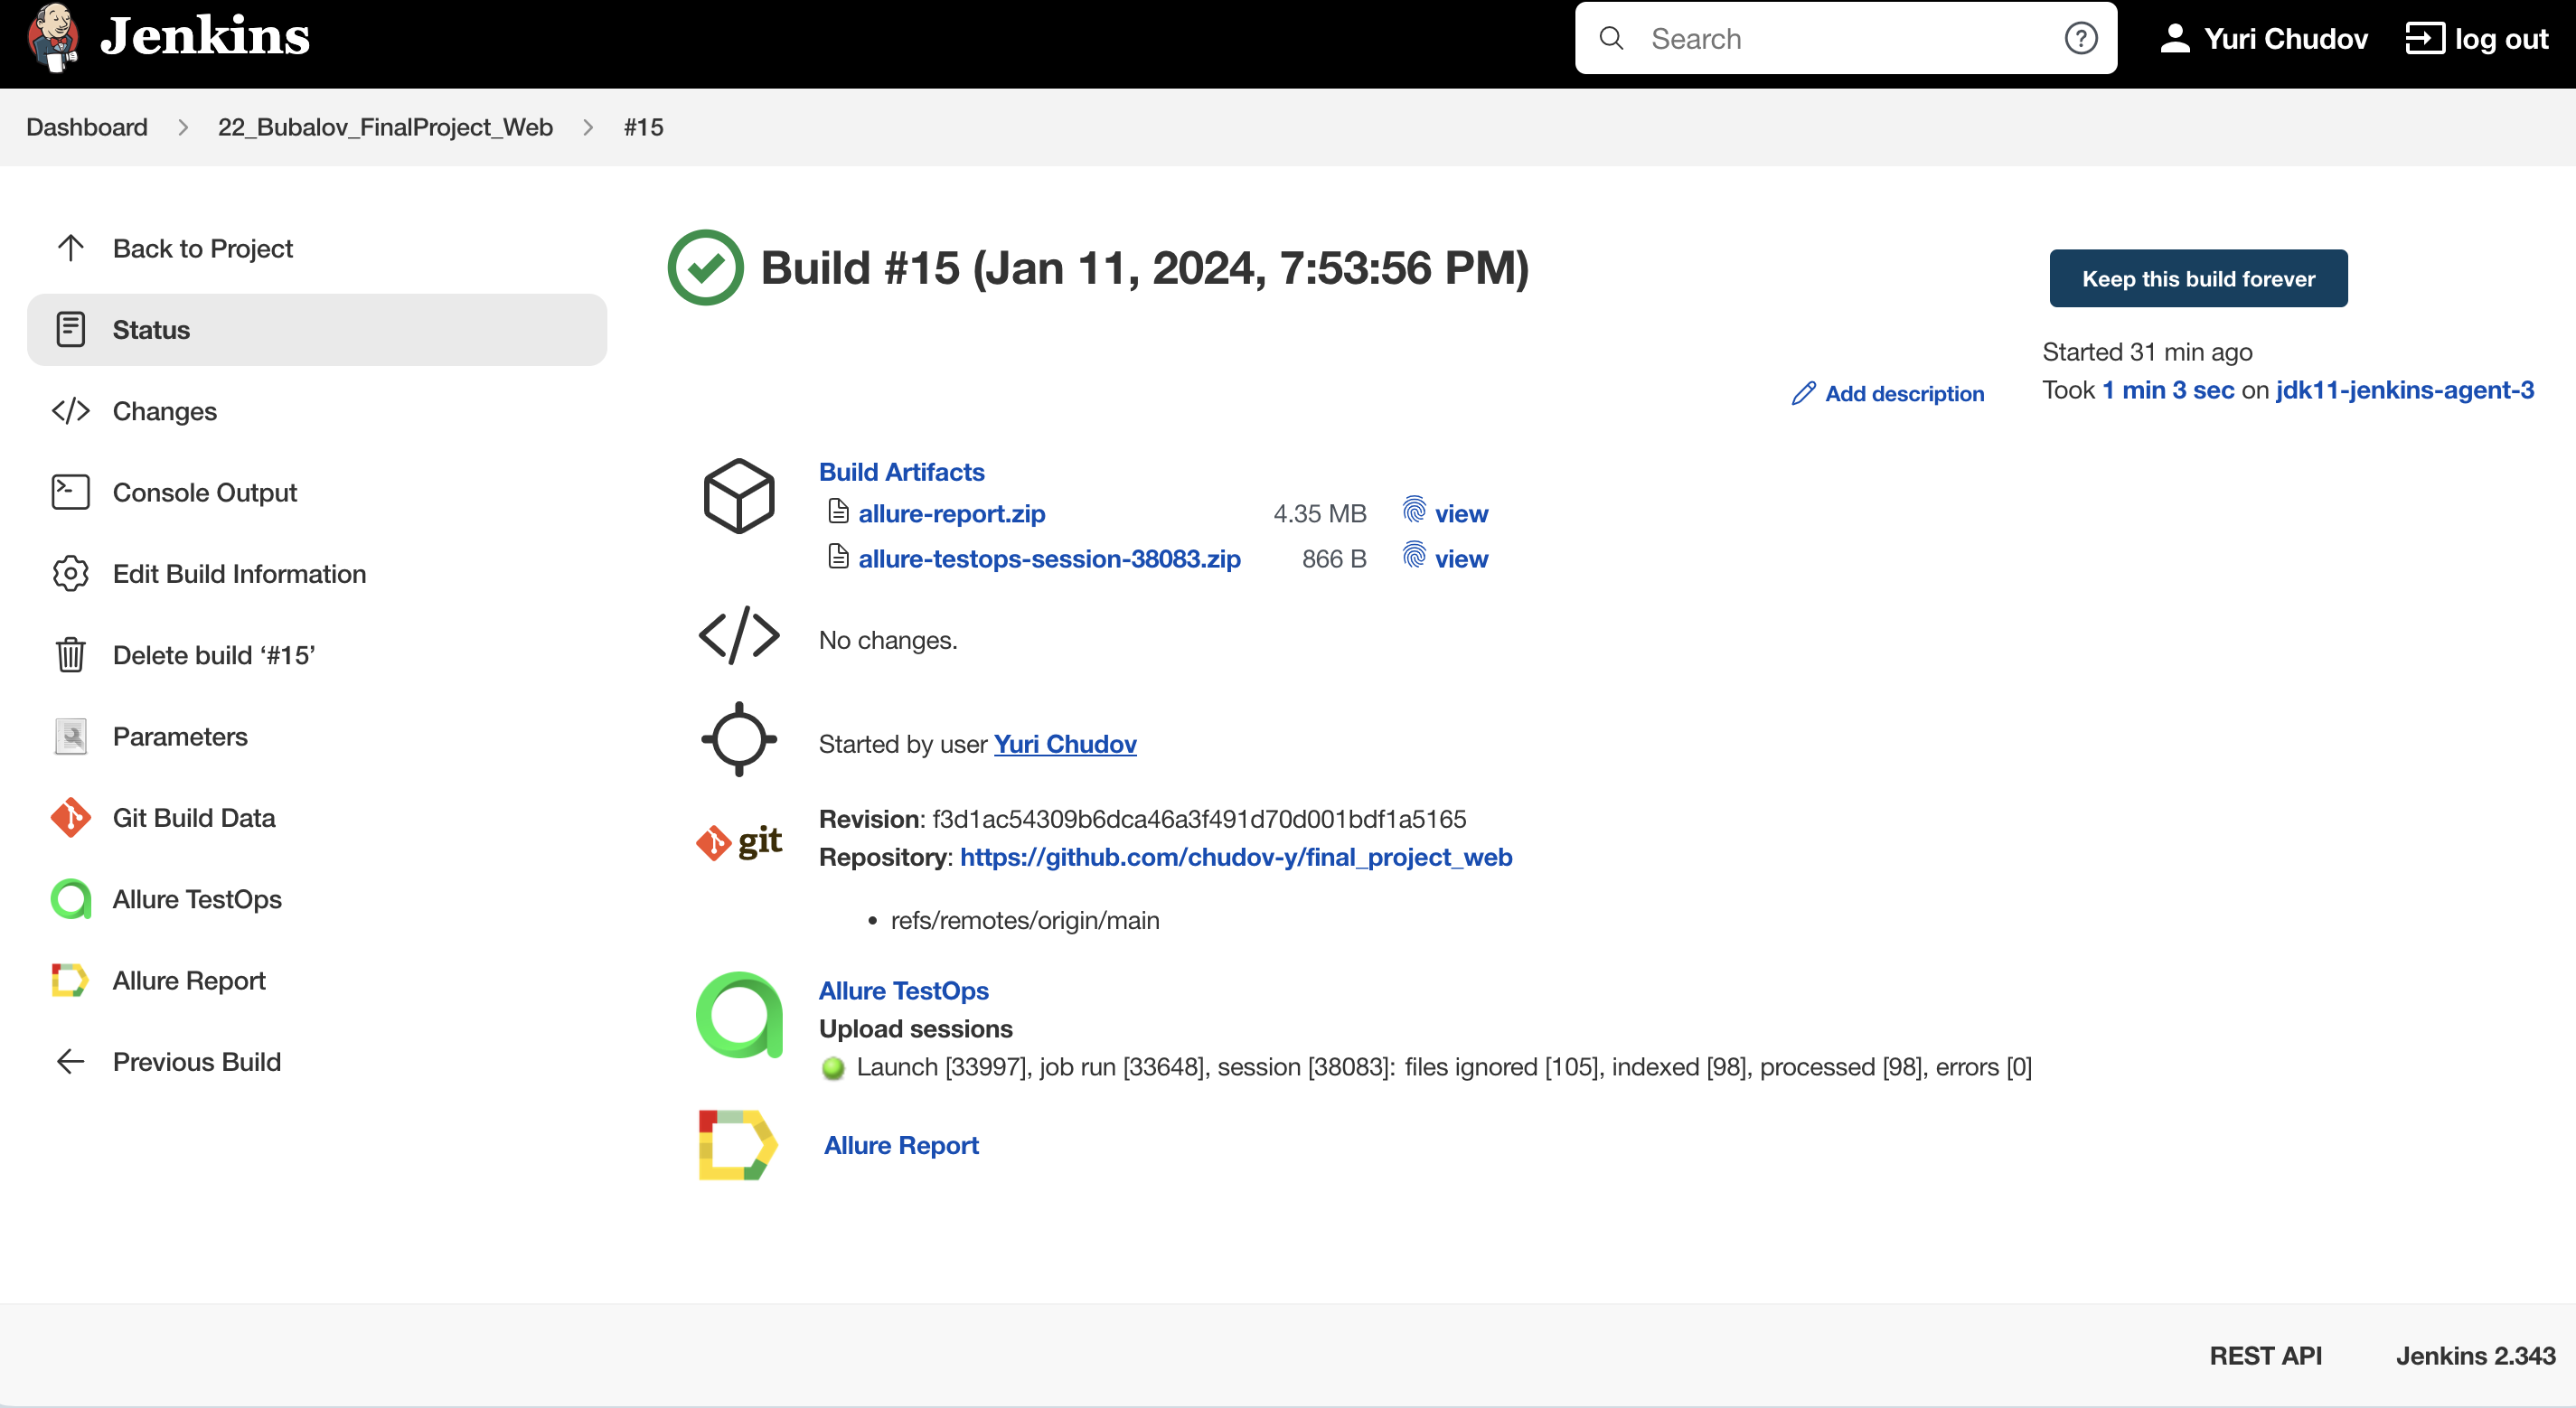 Jenkins
Search
Yuri Chudov
log out
Dashboard
22_Bubalov_FinalProject_Web
#15
Back to Project
Status
Changes
Console Output
Edit Build Information
Delete build ‘#15’
Parameters
Git Build Data
Allure TestOps
Allure Report
Previous Build
Build #15 (Jan 11, 2024, 7:53:56 PM)
Keep this build forever
Started 31 min ago
Took 1 min 3 sec on jdk11-jenkins-agent-3
Add description
Build Artifacts
allure-report.zip 4.35 MB view
allure-testops-session-38083.zip 866 B view
No changes.
Started by user Yuri Chudov
git
Revision: f3d1ac54309b6dca46a3f491d70d001bdf1a5165
Repository: https://github.com/chudov-y/final_project_web
• refs/remotes/origin/main
Allure TestOps
Upload sessions
Launch [33997], job run [33648], session [38083]: files ignored [105], indexed [98], processed [98], errors [0]
Allure Report
REST API
Jenkins 2.343